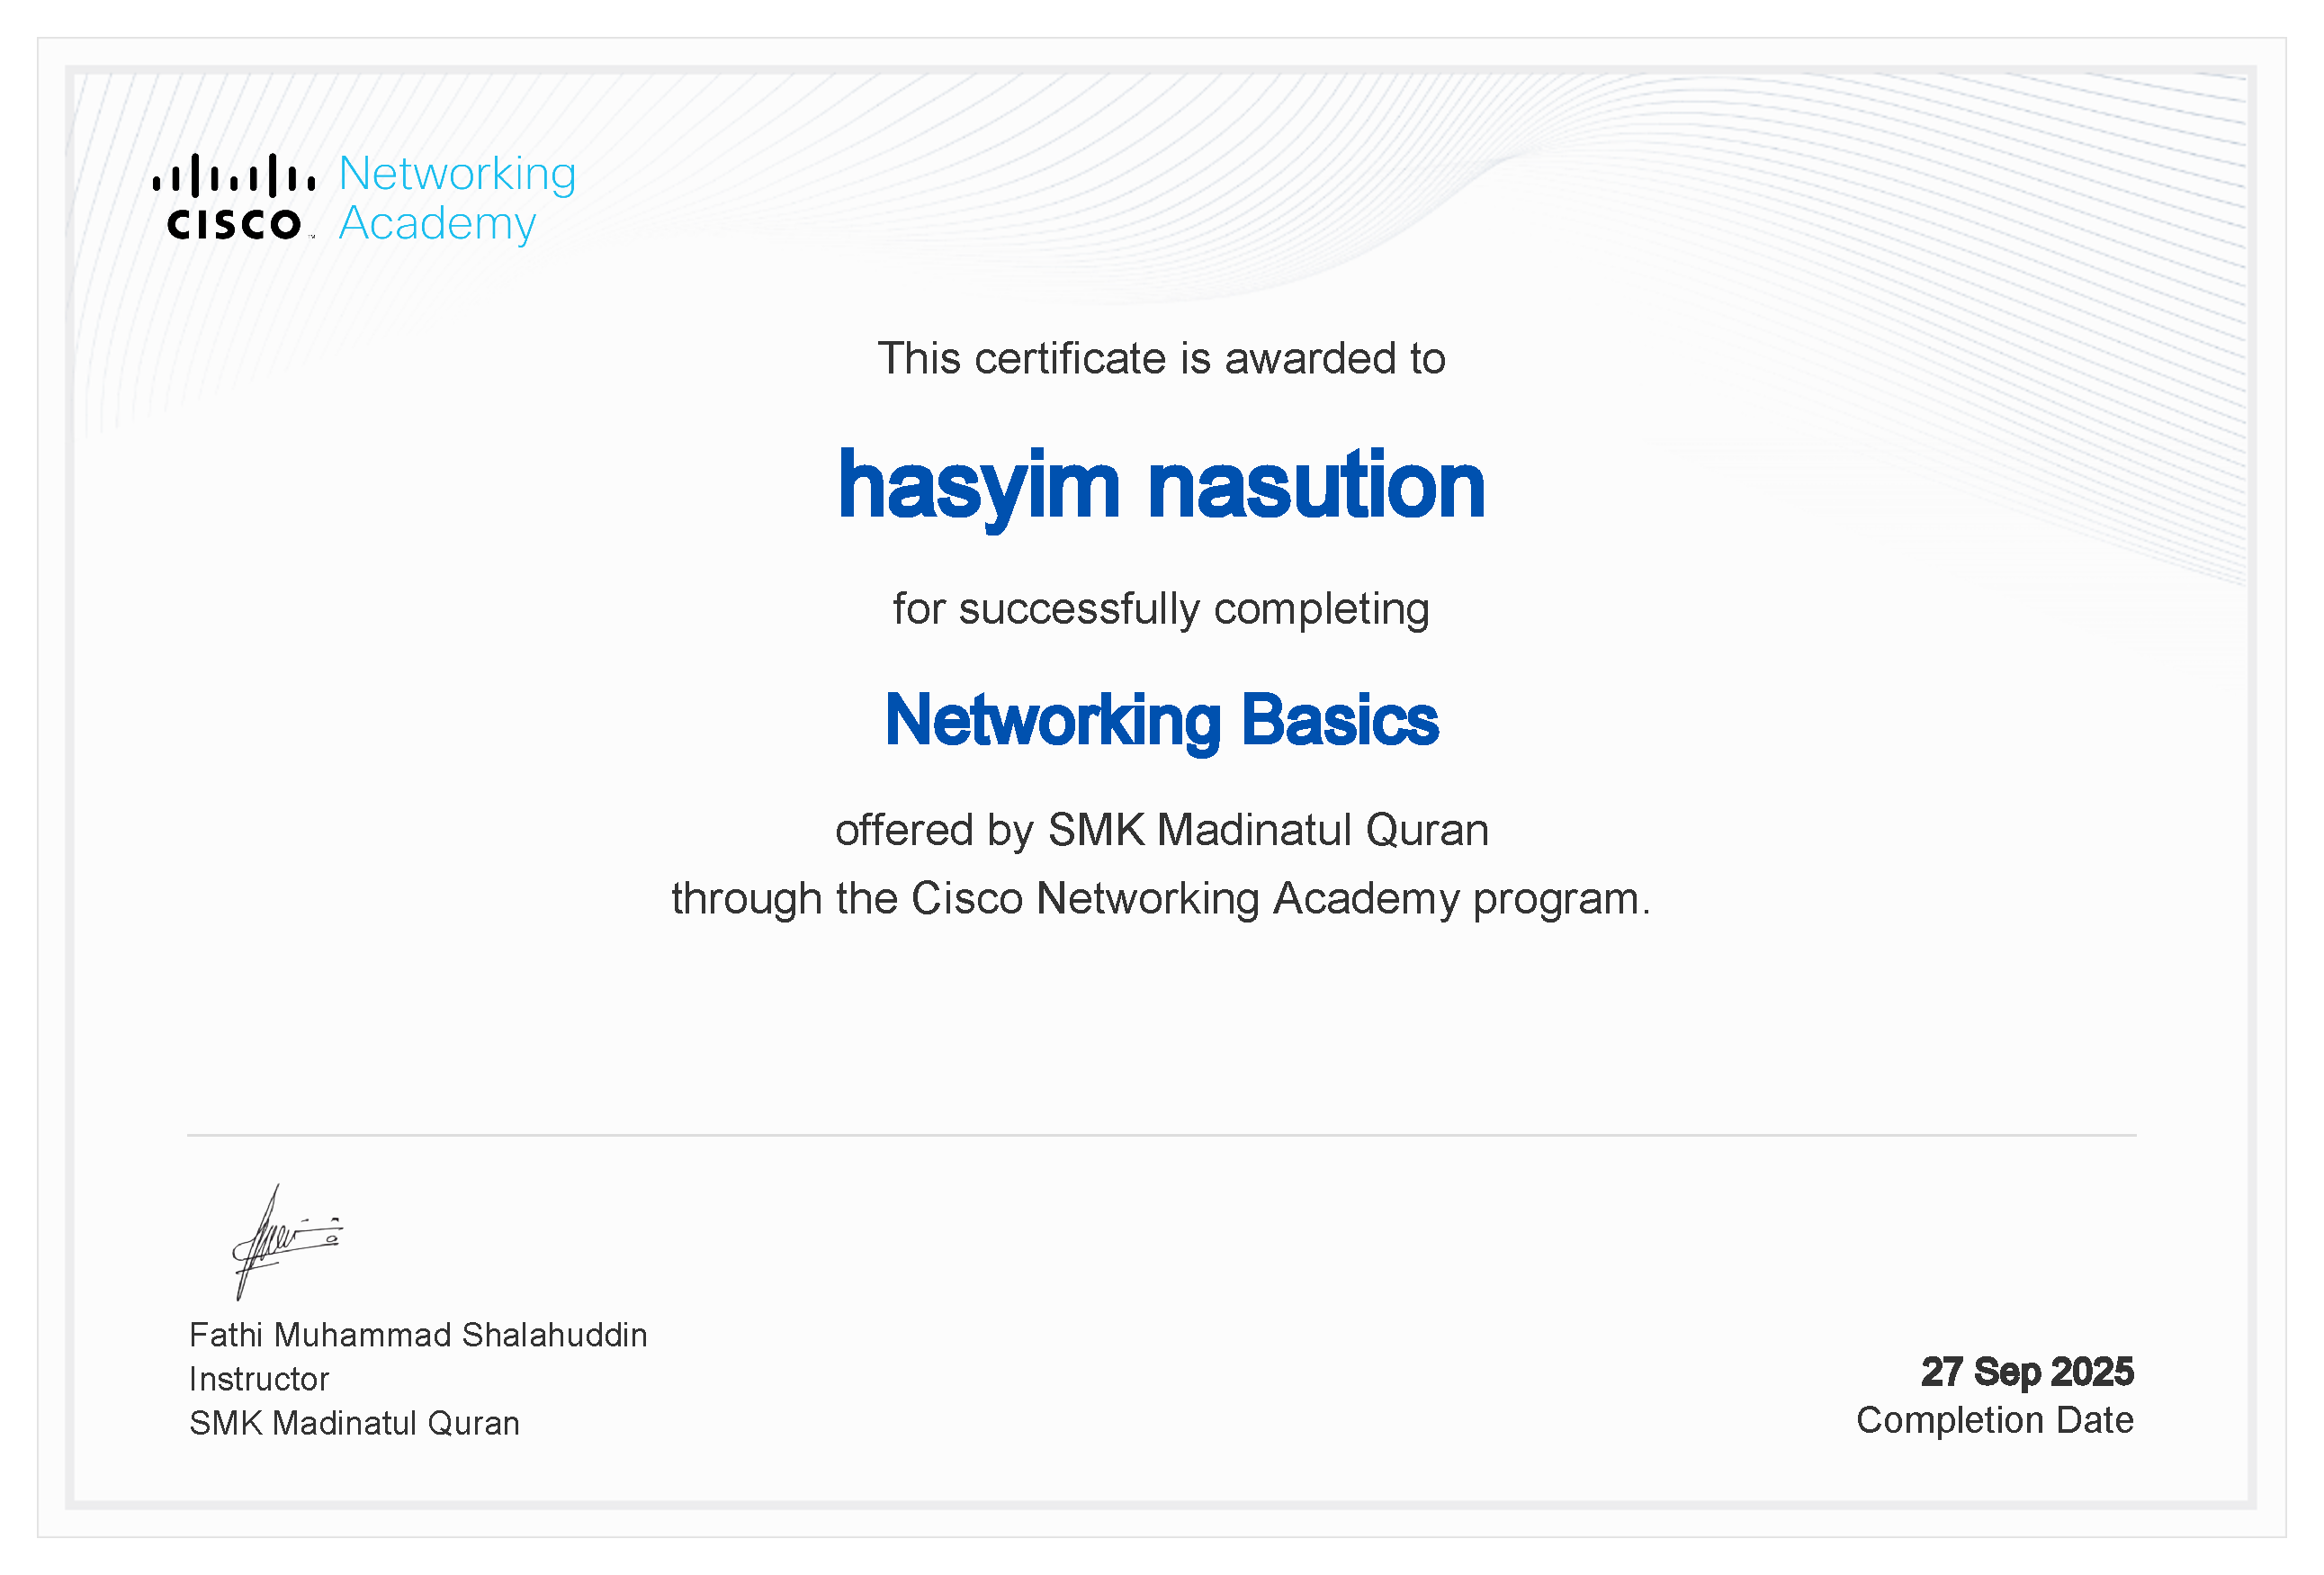 CISCO Networking
Academy
This certificate is awarded to
hasyim nasution
for successfully completing
Networking Basics
offered by SMK Madinatul Quran
through the Cisco Networking Academy program.
Fathi Muhammad Shalahuddin
Instructor
SMK Madinatul Quran
27 Sep 2025
Completion Date